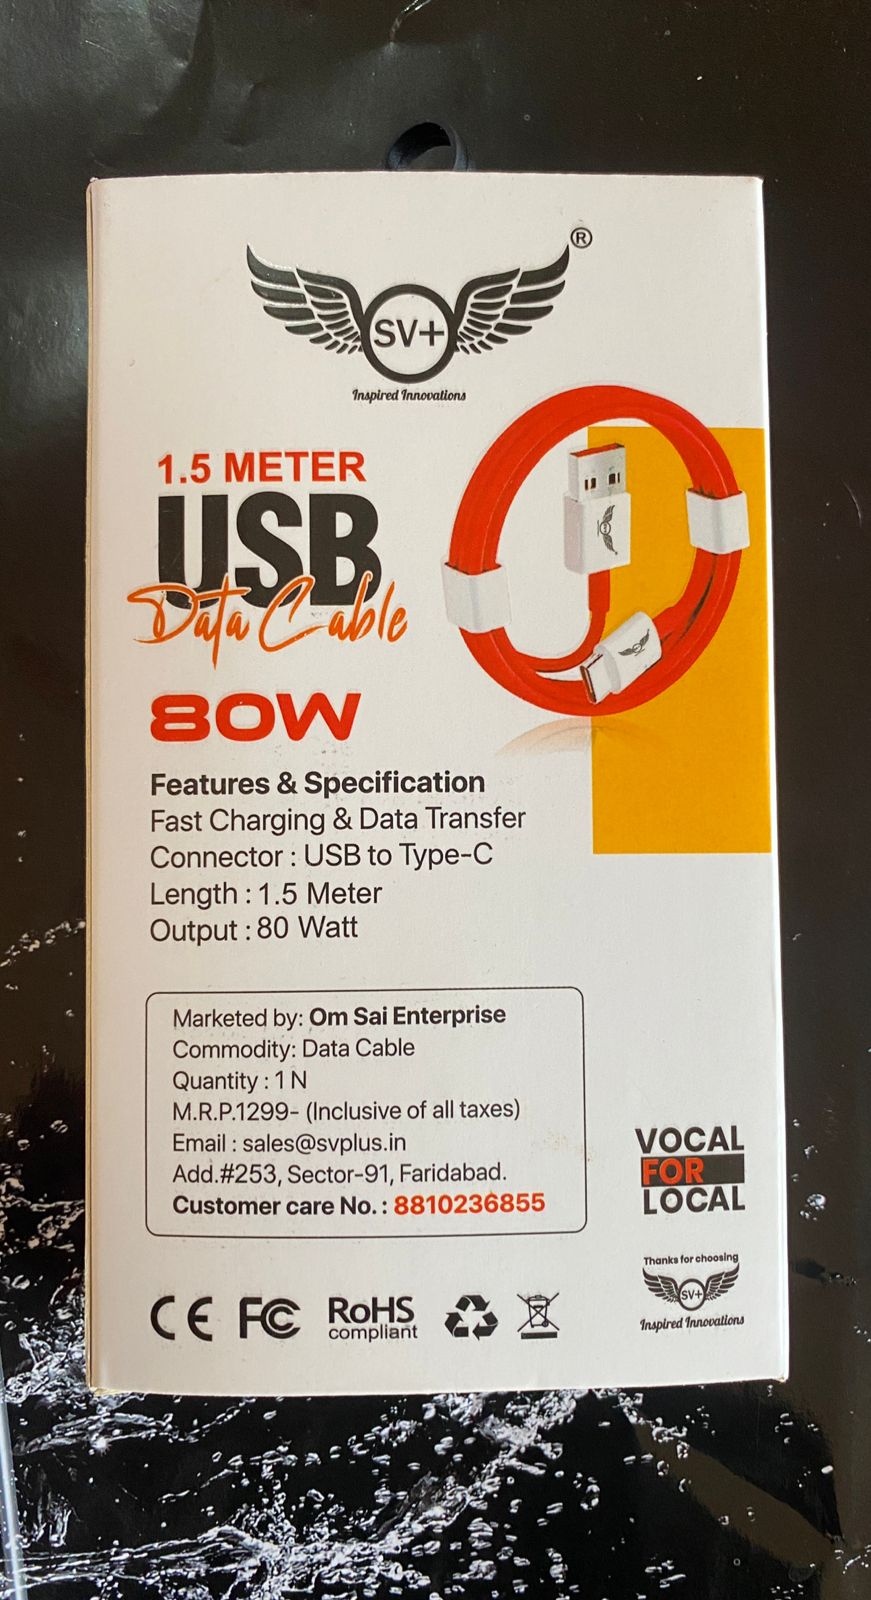 ®
SV+
Inspired Innovations
1.5 METER
USB
Data Cable
80W
Features & Specification
Fast Charging & Data Transfer
Connector : USB to Type-C
Length : 1.5 Meter
Output : 80 Watt
Marketed by: Om Sai Enterprise
Commodity: Data Cable
Quantity : 1 N
M.R.P.1299- (Inclusive of all taxes)
Email : sales@svplus.in
Add.#253, Sector-91, Faridabad.
Customer care No. : 8810236855
VOCAL
FOR
LOCAL
Thanks for choosing
SV+
Inspired Innovations
CE FC RoHS
compliant